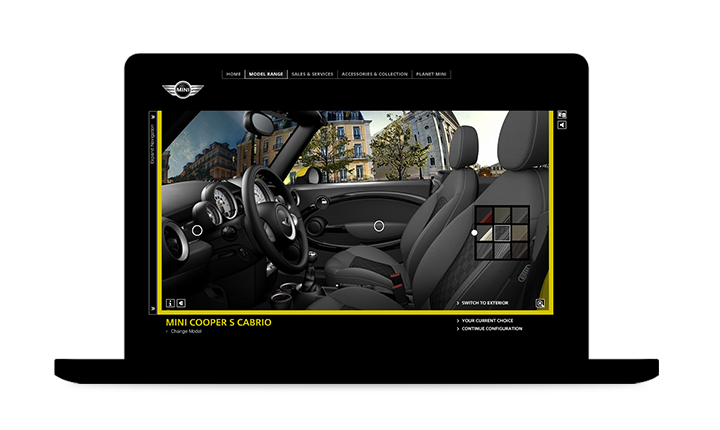 HOME
MODEL RANGE
SALES & SERVICES
ACCESSORIES & COLLECTION
PLANET MINI
MINI
Expand Navigation
SWITCH TO EXTERIOR
MINI COOPER S CABRIO
Change Model
YOUR CURRENT CHOICE
CONTINUE CONFIGURATION